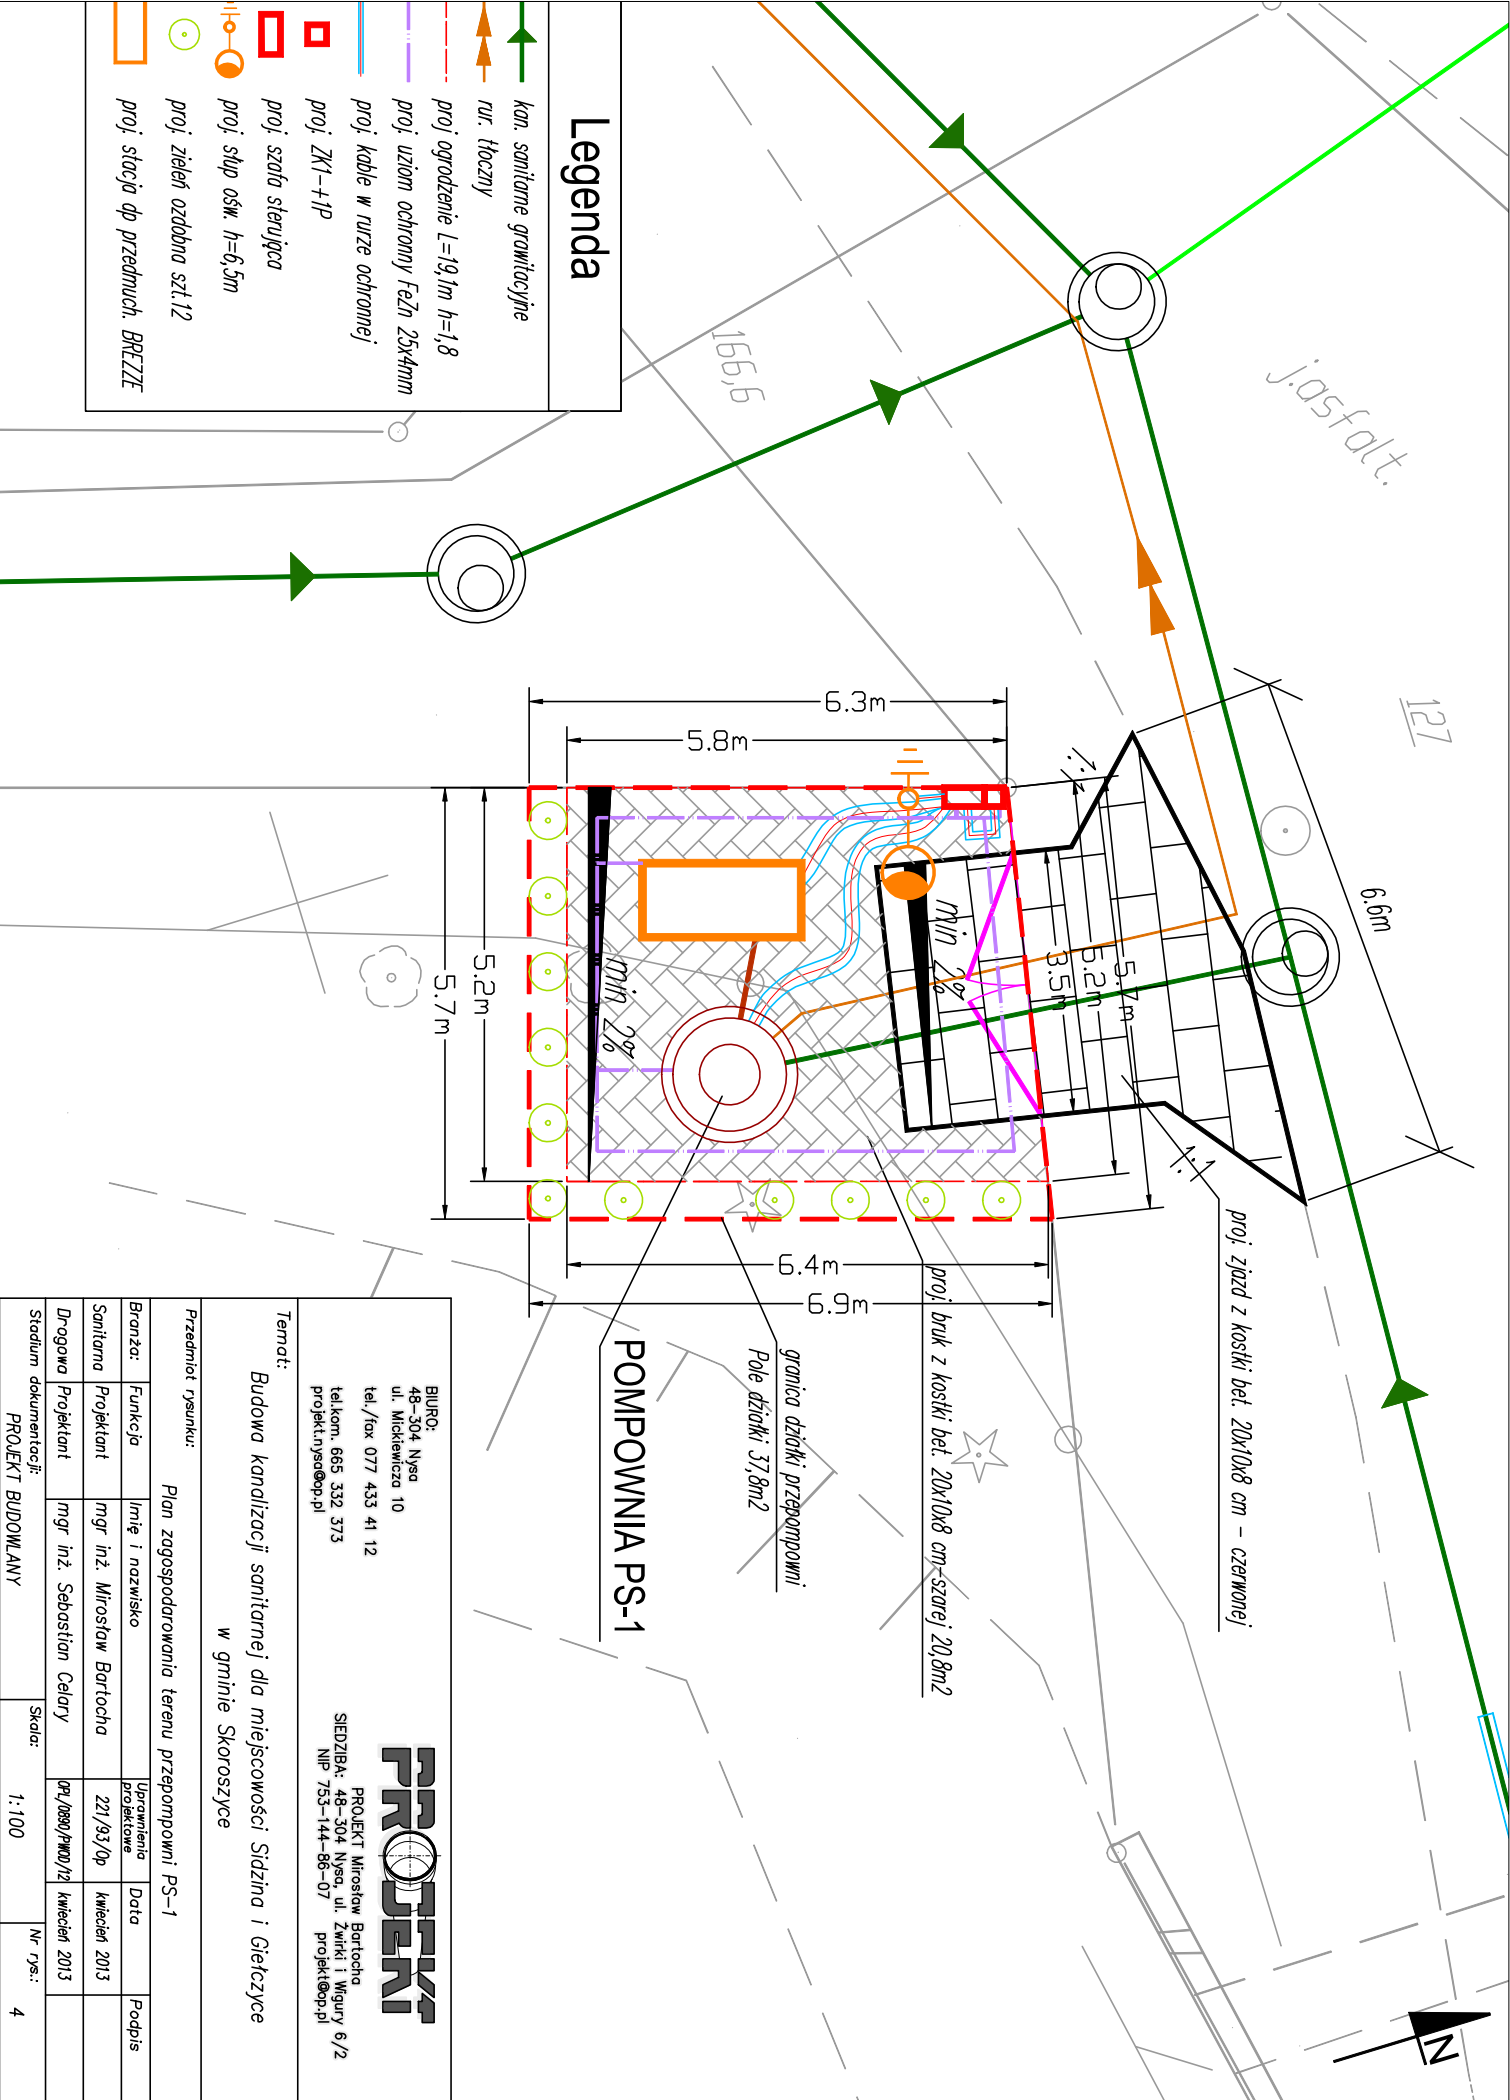 Legenda
kan. sanitarne grawitacyjne
rur. tłoczny
proj ogrodzenie L=19,1m h=1,8
proj. uziom ochronny FeZn 25x4mm
proj. kable w rurze ochronnej
proj. ZK1-+1P
proj. szafa sterująca
proj. słup ośw. h=6,5m
proj. zieleń ozdobna szt.12
proj. stacja dp przedmuch. BREZZE
166,6
j.asfalt.
127
6.6m
6.3m
5.8m
1:1
5.7m
5.2m
3.5m
min 2%
min 2%
5.2m
5.7m
1:1
6.4m
6.9m
proj. zjazd z kostki bet. 20x10x8 cm - czerwonej
proj. bruk z kostki bet. 20x10x8 cm-szarej 20,8m2
granica działki przepompowni
Pole działki 37,8m2
POMPOWNIA PS-1
N
BIURO:
48-304 Nysa
ul. Mickiewicza 10
tel./fax 077 433 41 12
tel.kom. 665 332 373
projekt.nysa@op.pl
PROJEKT
PROJEKT Mirosław Bartocha
SIEDZIBA: 48-304 Nysa, ul. Żwirki i Wigury 6/2
NIP 753-144-86-07 projekt@op.pl
Temat:
Budowa kanalizacji sanitarnej dla miejscowości Sidzina i Giełczyce
w gminie Skoroszyce
Przedmiot rysunku:
Plan zagospodarowania terenu przepompowni PS-1
Branża: Funkcja Imię i nazwisko Uprawnienia projektowe Data Podpis
Sanitarna Projektant mgr inż. Mirosław Bartocha 221/93/Op kwiecień 2013
Drogowa Projektant mgr inż. Sebastian Celary OPL/0890/PWOD/12 kwiecień 2013
Stadium dokumentacji: Skala: Nr rys.:
PROJEKT BUDOWLANY 1:100 4